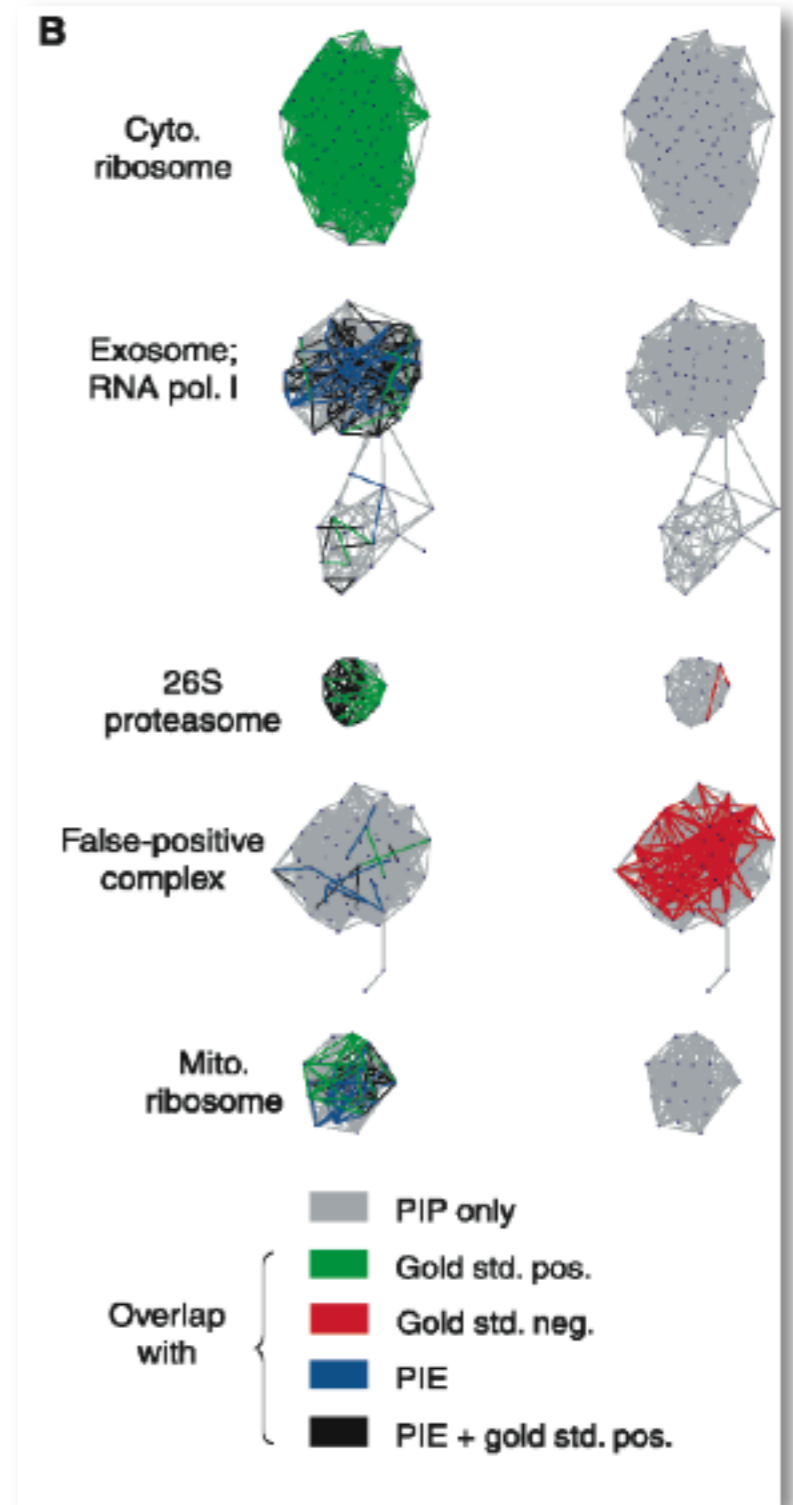 B
Cyto.
ribosome
Exosome;
RNA pol. I
26S
proteasome
False-positive
complex
Mito.
ribosome
PIP only
Gold std. pos.
Overlap
with
Gold std. neg.
PIE
PIE + gold std. pos.